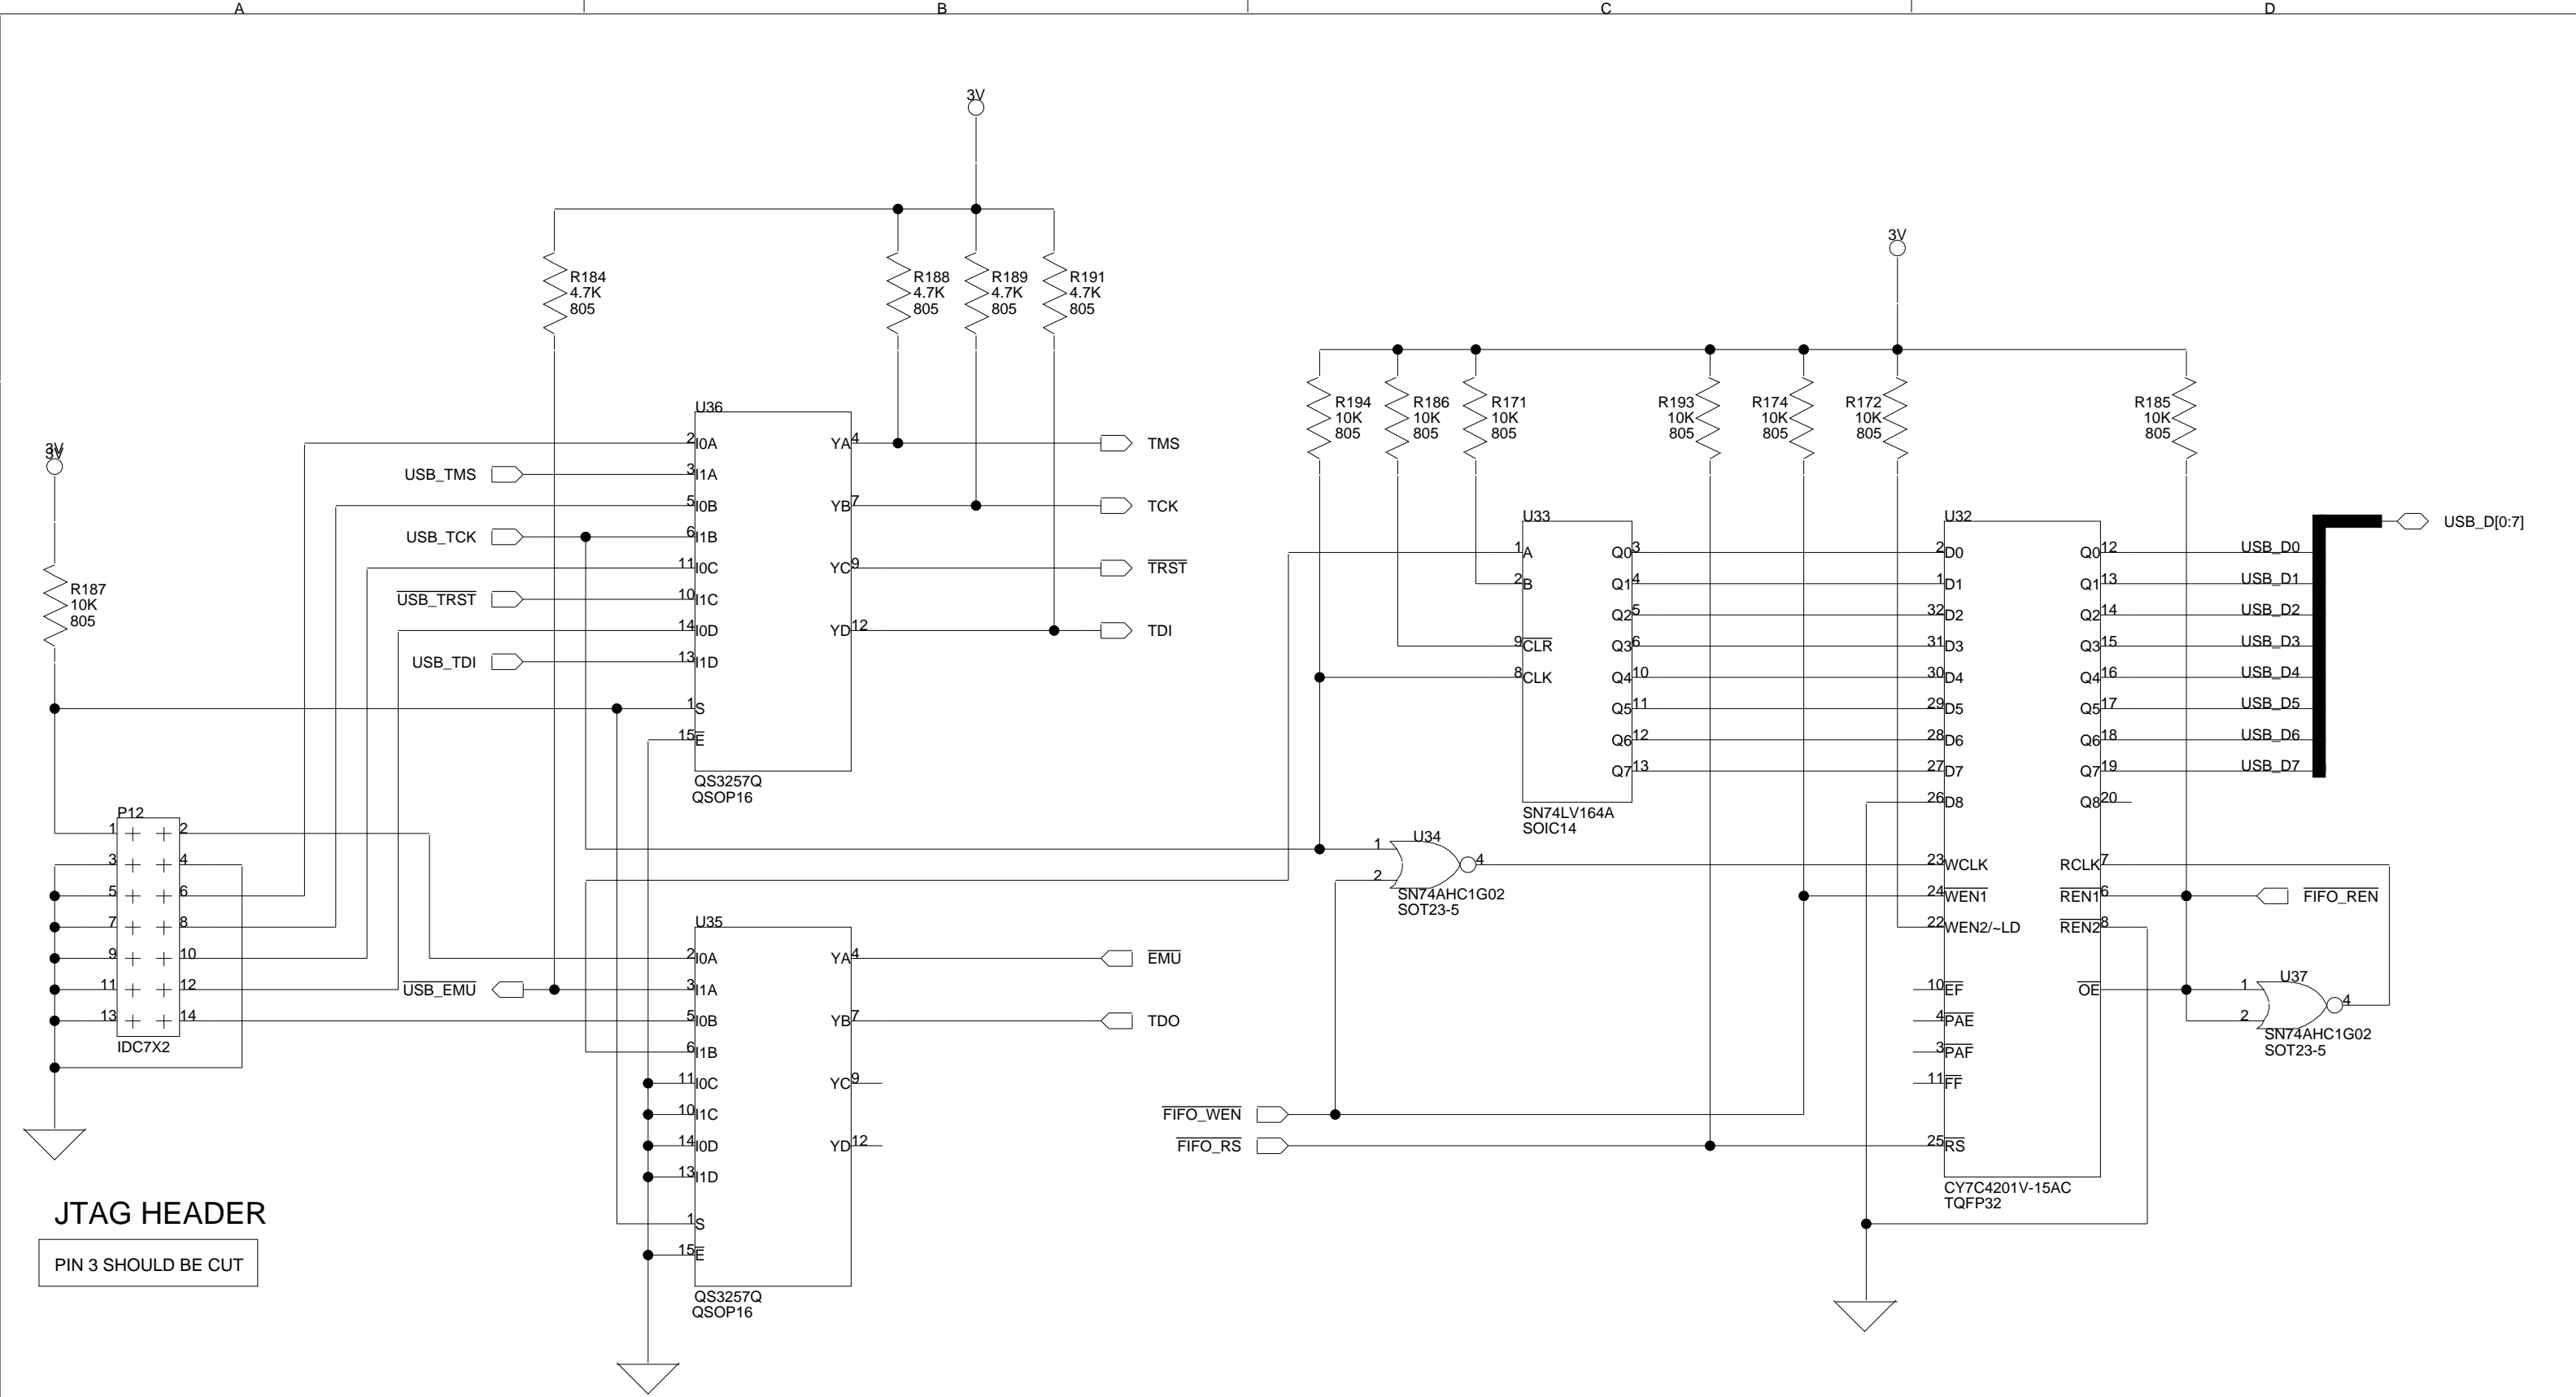 A
B
C
D
3V
R184
4.7K
805
R188
4.7K
805
R189
4.7K
805
R191
4.7K
805
3V
R194
10K
805
R186
10K
805
R171
10K
805
R193
10K
805
R174
10K
805
R172
10K
805
R185
10K
805
3V
R187
10K
805
U36
2 I0A
YA 4
TMS
USB_TMS
3 I1A
5 I0B
YB 7
TCK
USB_TCK
6 I1B
11 I0C
YC 9
TRST
USB_TRST
10 I1C
14 I0D
YD 12
TDI
USB_TDI
13 I1D
1 S
15 E
QS3257Q
QSOP16
U33
1 A
Q0 3
2 B
Q1 4
Q2 5
9 CLR
Q3 6
8 CLK
Q4 10
Q5 11
Q6 12
Q7 13
SN74LV164A
SOIC14
U32
2 D0
Q0 12
USB_D0
1 D1
Q1 13
USB_D1
32 D2
Q2 14
USB_D2
31 D3
Q3 15
USB_D3
30 D4
Q4 16
USB_D4
29 D5
Q5 17
USB_D5
28 D6
Q6 18
USB_D6
27 D7
Q7 19
USB_D7
26 D8
Q8 20
USB_D[0:7]
23 WCLK
RCLK 7
24 WEN1
REN1 6
FIFO_REN
22 WEN2/~LD
REN2 8
10 EF
OE
4 PAE
3 PAF
11 FF
25 RS
CY7C4201V-15AC
TQFP32
U34
1
2
4
SN74AHC1G02
SOT23-5
U37
1
2
4
SN74AHC1G02
SOT23-5
P12
1 2
3 4
5 6
7 8
9 10
11 12
13 14
IDC7X2
U35
2 I0A
YA 4
EMU
USB_EMU
3 I1A
5 I0B
YB 7
TDO
6 I1B
11 I0C
YC 9
10 I1C
14 I0D
YD 12
13 I1D
1 S
15 E
QS3257Q
QSOP16
FIFO_WEN
FIFO_RS
JTAG HEADER
PIN 3 SHOULD BE CUT